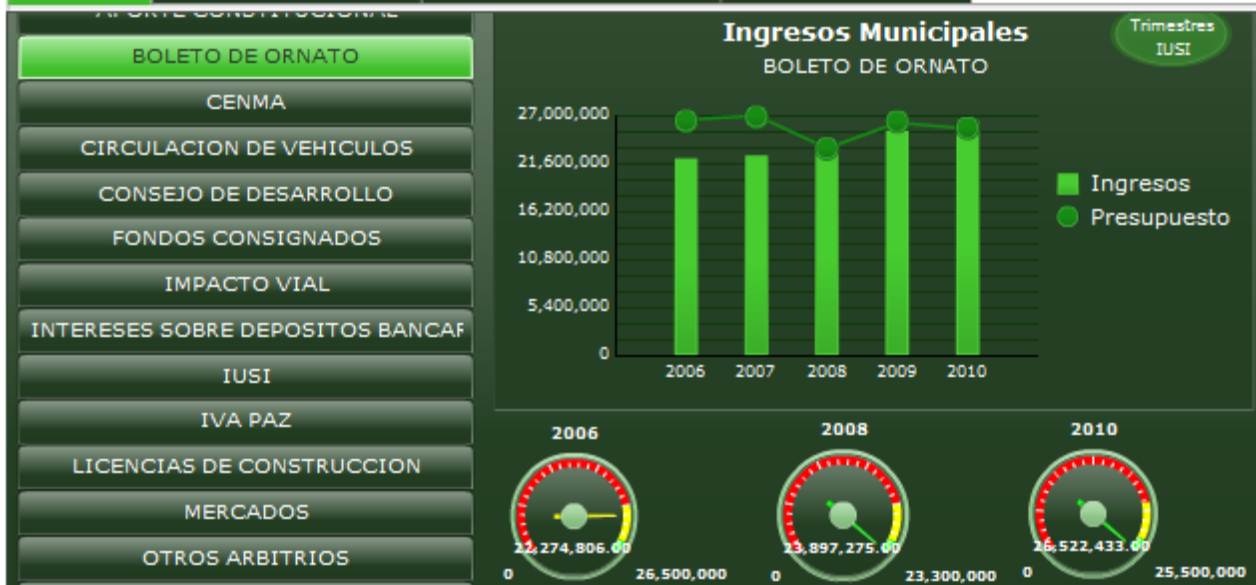 APORTE CONSTITUCIONAL
BOLETO DE ORNATO
CENMA
CIRCULACION DE VEHICULOS
CONSEJO DE DESARROLLO
FONDOS CONSIGNADOS
IMPACTO VIAL
INTERESES SOBRE DEPOSITOS BANCAR
IUSI
IVA PAZ
LICENCIAS DE CONSTRUCCION
MERCADOS
OTROS ARBITRIOS
Ingresos Municipales
BOLETO DE ORNATO
Trimestres
IUSI
27,000,000
21,600,000
16,200,000
10,800,000
5,400,000
0
2006 2007 2008 2009 2010
Ingresos
Presupuesto
2006
22,274,806.00
0 26,500,000
2008
23,897,275.00
0 23,300,000
2010
26,522,433.00
0 25,500,000